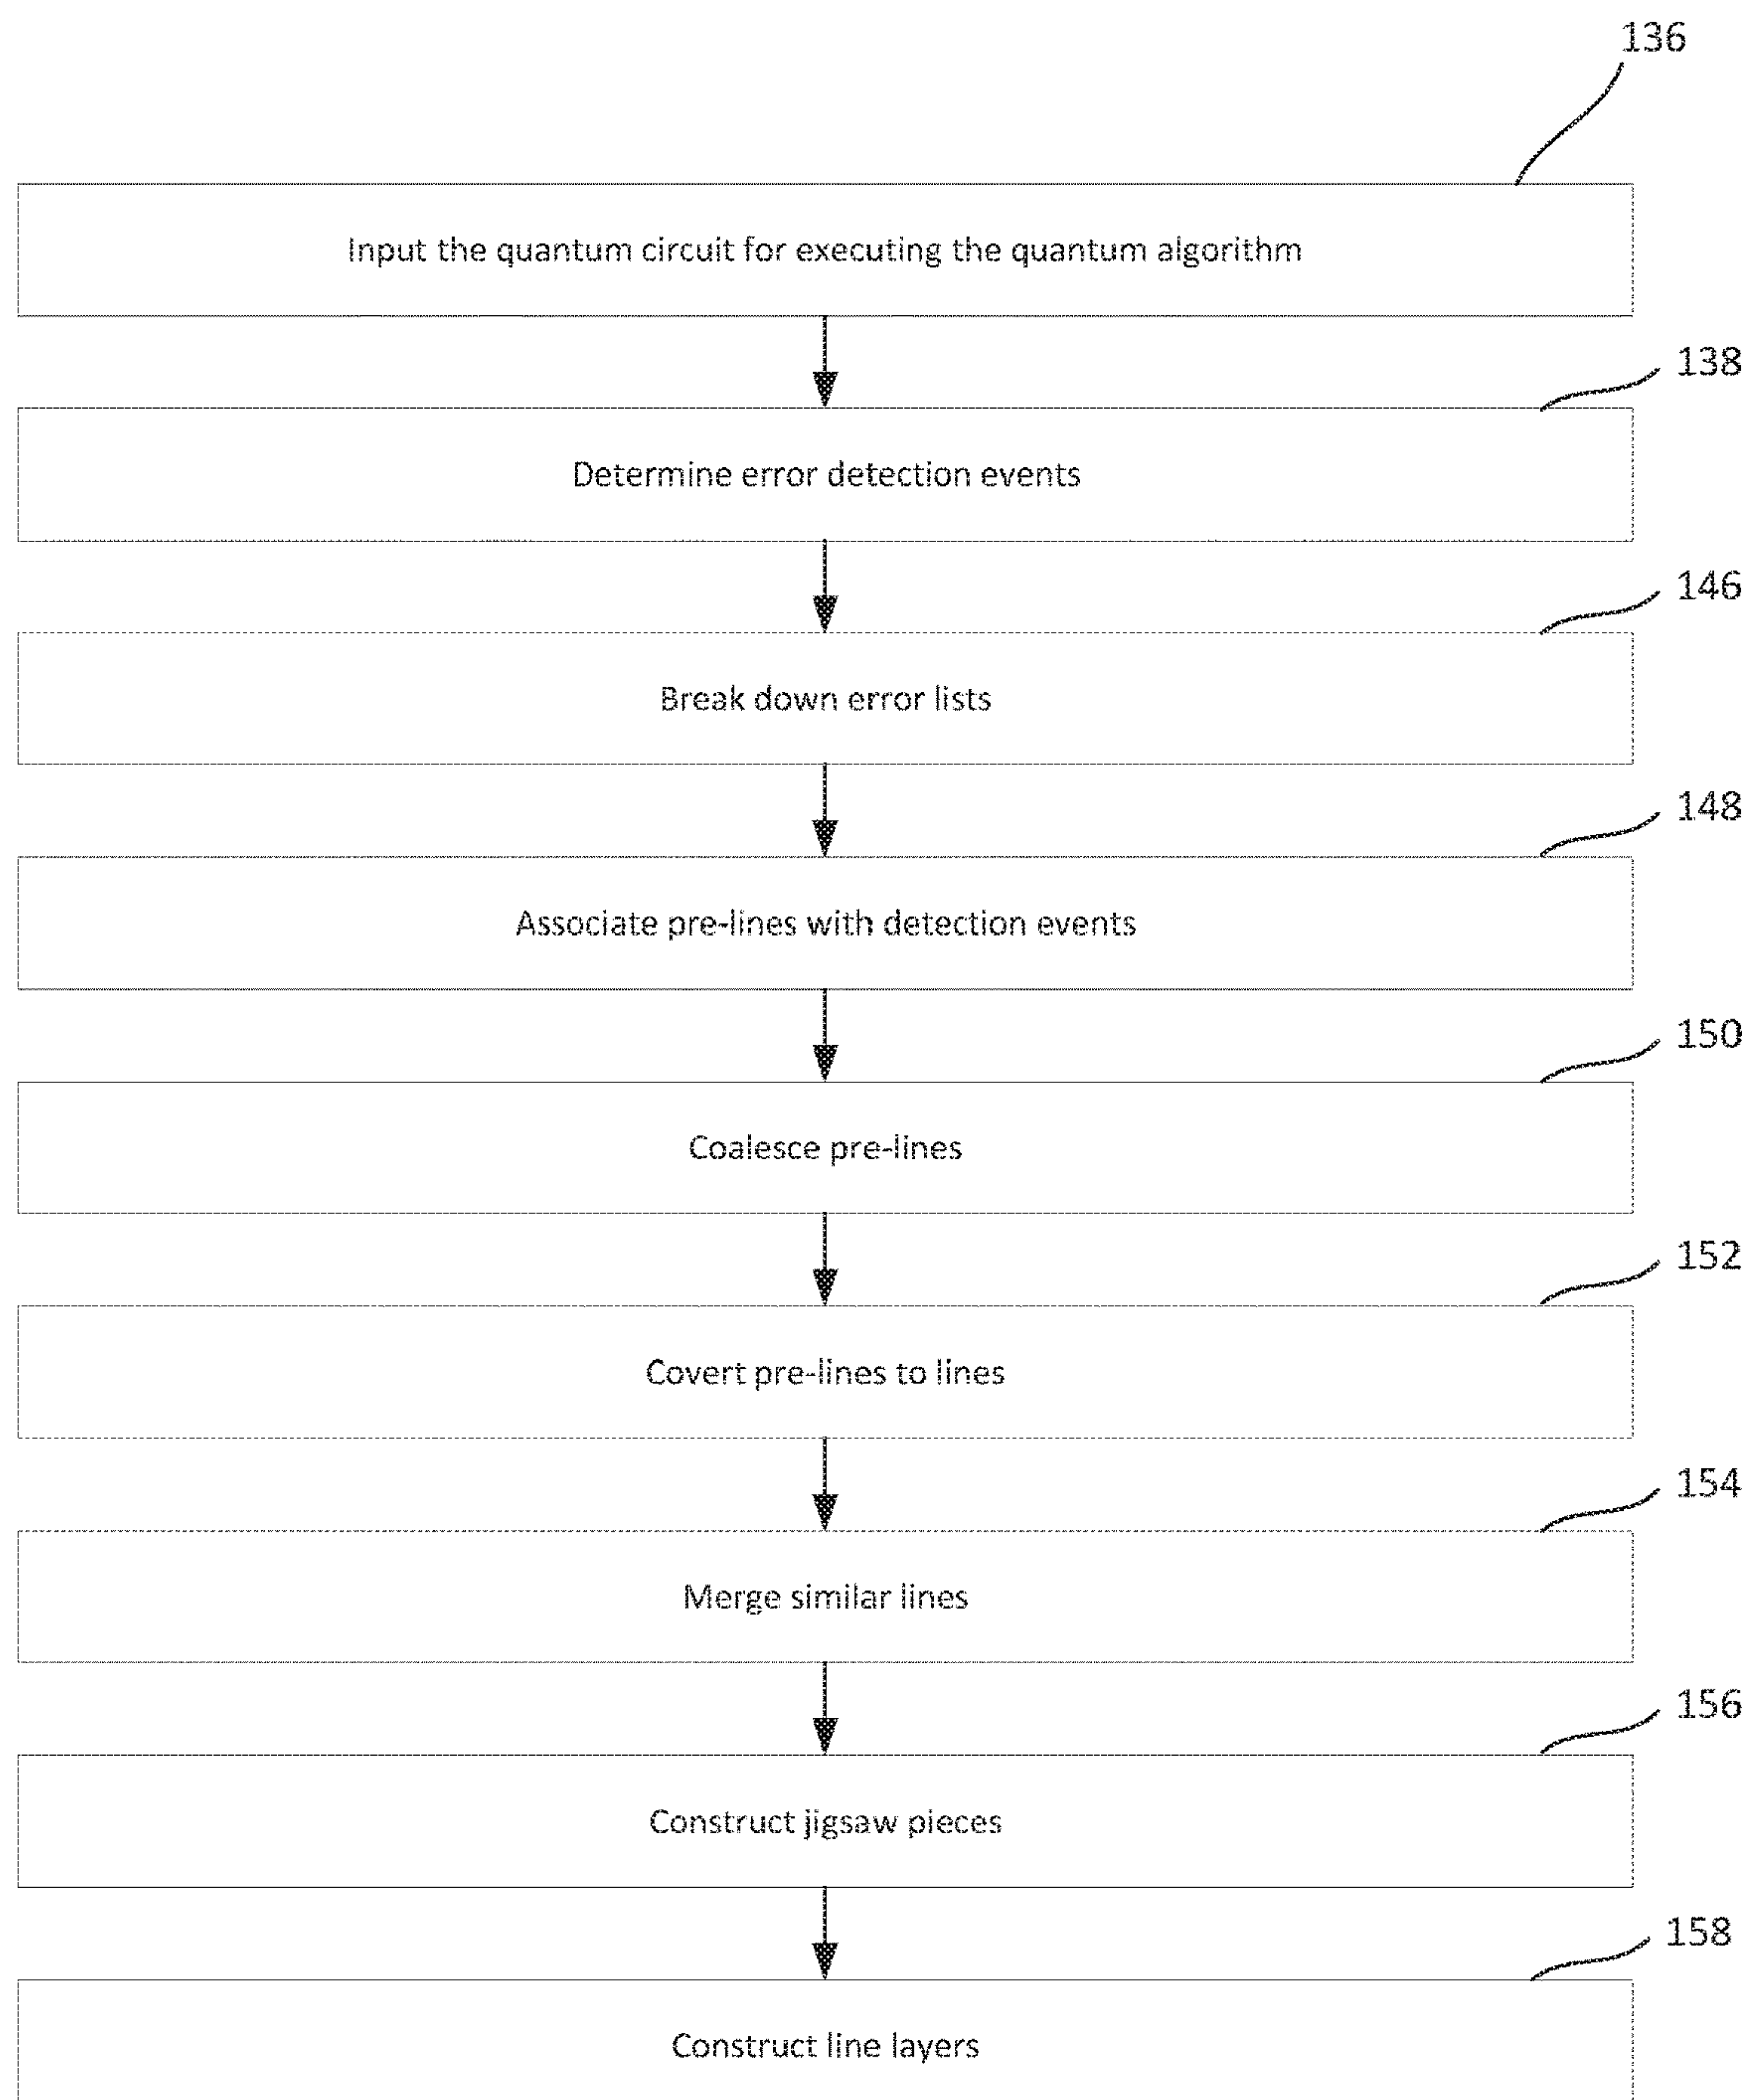 136
Input the quantum circuit for executing the quantum algorithm
138
Determine error detection events
146
Break down error lists
148
Associate pre-lines with detection events
150
Coalesce pre-lines
152
Covert pre-lines to lines
154
Merge similar lines
156
Construct jigsaw pieces
158
Construct line layers